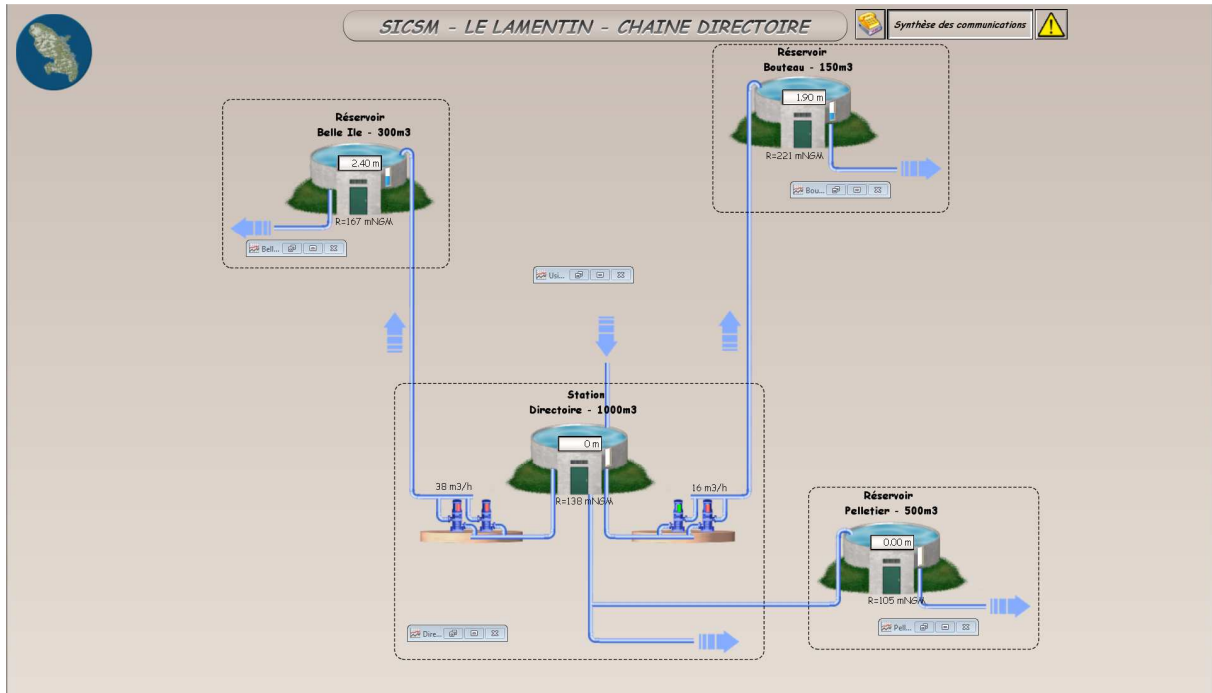 SICSM - LE LAMENTIN - CHAINE DIRECTOIRE
Synthèse des communications
Réservoir
Bouteau - 150m3
1.90 m
R=221 mNGM
Bou...
Réservoir
Belle Ile - 300m3
2.40 m
R=167 mNGM
Bell...
Usi...
Station
Directoire - 1000m3
0 m
38 m3/h
16 m3/h
R=138 mNGM
Réservoir
Pelletier - 500m3
0.00 m
R=105 mNGM
Dire...
Pell...